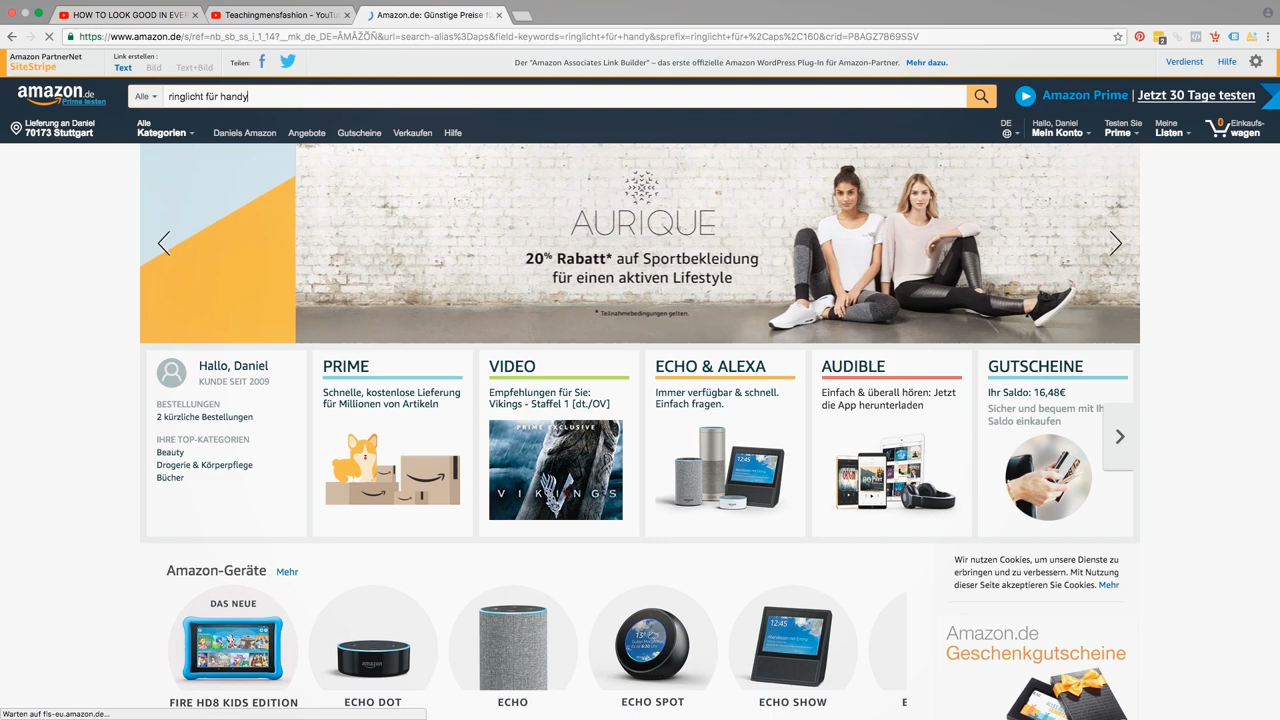 HOW TO LOOK GOOD IN EVER
Teachingmensfashion - YouTu
Amazon.de: Günstige Preise f
https://www.amazon.de/s/ref=nb_sb_ss_i_1_14?__mk_de_DE=ÅMÅŽÕÑ&url=search-alias%3Daps&field-keywords=ringlicht+für+handy&sprefix=ringlicht+für+%2Caps%2C160&crid=P8AGZ7869SSV
Amazon PartnerNet
SiteStripe
Link erstellen :
Text Bild Text+Bild
Teilen:
Der "Amazon Associates Link Builder" – das erste offizielle Amazon WordPress Plug-In für Amazon-Partner. Mehr dazu.
Verdienst Hilfe
amazon.de
Prime testen
Alle
ringlicht für handy
Amazon Prime | Jetzt 30 Tage testen
Lieferung an Daniel
70173 Stuttgart
Alle
Kategorien
Daniels Amazon Angebote Gutscheine Verkaufen Hilfe
DE
Hallo, Daniel
Mein Konto
Testen Sie
Prime
Meine
Listen
0
Einkaufs-
wagen
AURIQUE
20% Rabatt* auf Sportbekleidung
für einen aktiven Lifestyle
* Teilnahmebedingungen gelten.
Hallo, Daniel
KUNDE SEIT 2009
BESTELLUNGEN
2 kürzliche Bestellungen
IHRE TOP-KATEGORIEN
Beauty
Drogerie & Körperpflege
Bücher
PRIME
Schnelle, kostenlose Lieferung
für Millionen von Artikeln
VIDEO
Empfehlungen für Sie:
Vikings - Staffel 1 [dt./OV]
PRIME EXCLUSIVE
VIKINGS
ECHO & ALEXA
Immer verfügbar & schnell.
Einfach fragen.
12:45
AUDIBLE
Einfach & überall hören: Jetzt
die App herunterladen
GUTSCHEINE
Ihr Saldo: 16,48€
Sicher und bequem mit Ih
Saldo einkaufen
Amazon-Geräte Mehr
DAS NEUE
FIRE HD8 KIDS EDITION
amazon
ECHO DOT
ECHO
ECHO SPOT
12:45
ECHO SHOW
E
Wir nutzen Cookies, um unsere Dienste zu
erbringen und zu verbessern. Mit Nutzung
dieser Seite akzeptieren Sie Cookies. Mehr
Amazon.de
Geschenkgutscheine
Warten auf fls-eu.amazon.de...